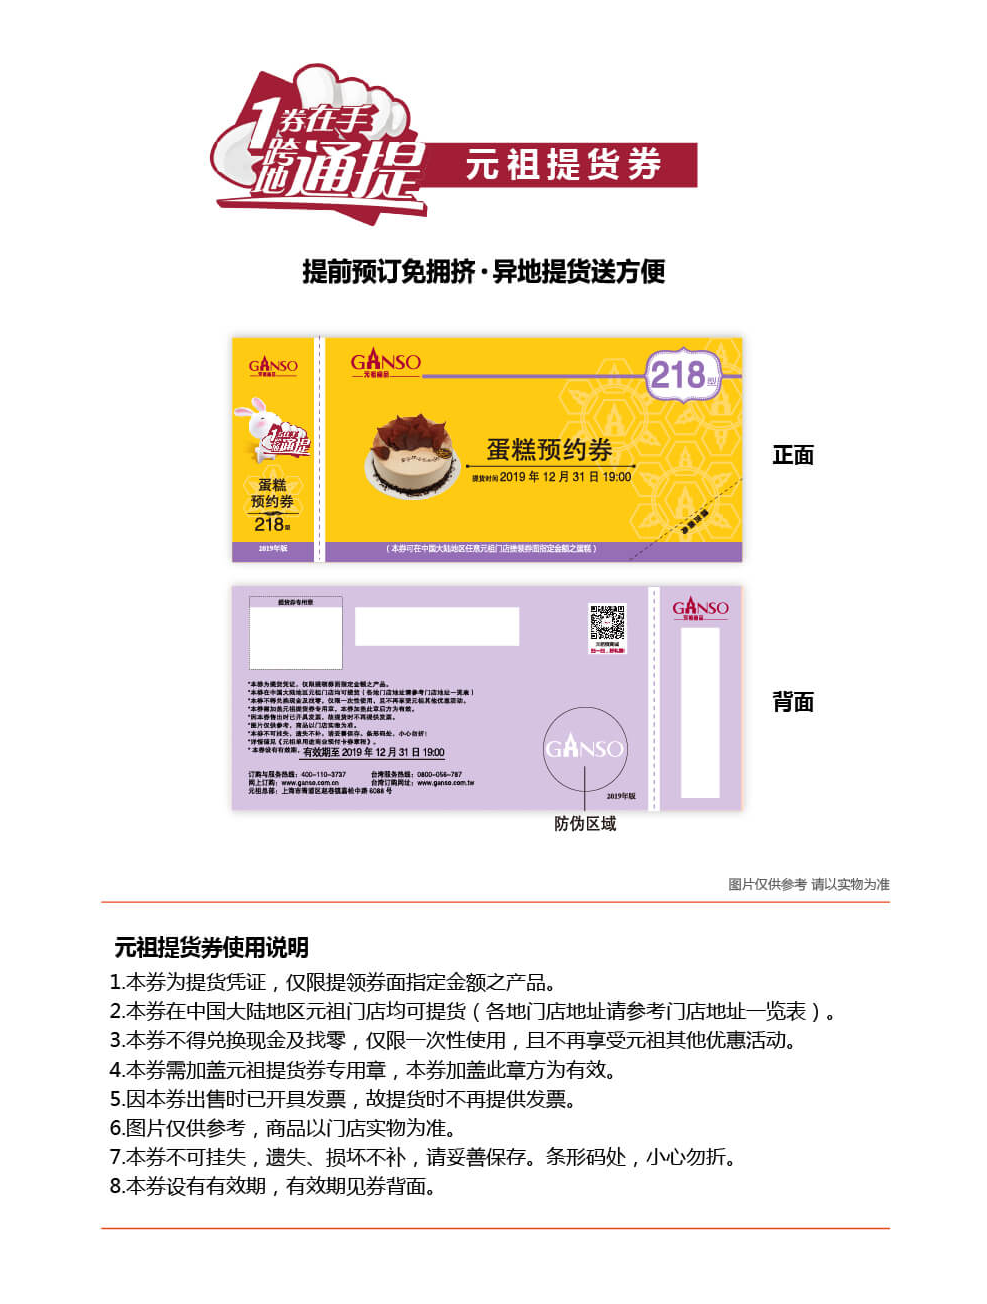 1券在手
跨地通提
元祖提货券
提前预订免拥挤·异地提货送方便
GANSO
元祖食品
1券在手
跨地通提
蛋糕
预约券
218型
2019年版
GANSO
元祖食品
218型
蛋糕预约券
提货时间 2019 年 12 月 31 日 19:00
(本券可在中国大陆地区任意元祖门店提领券面指定金额之蛋糕)
正面
提货券专用章
*本券为提货凭证,仅限提领券面指定金额之产品。
*本券在中国大陆地区元祖门店均可提货(各地门店地址请参考门店地址一览表)
*本券不得兑换现金及找零,仅限一次性使用,且不再享受元祖其他优惠活动。
*本券需加盖元祖提货券专用章,本券加盖此章后方为有效。
*因本券售出时已开具发票,故提货时不再提供发票。
*图片仅供参考,商品以门店实物为准。
*本券不可挂失,遗失不补,请妥善保存。条形码处,小心勿折!
*详情请见《元祖单用途商业预付卡券章程》。
*本券设有有效期,有效期至 2019 年 12 月 31 日 19:00
订购与服务热线:400-110-3737 台湾服务热线:0800-056-787
网上订购:www.ganso.com.cn 台湾订购网址:www.ganso.com.tw
元祖总部:上海市青浦区赵巷镇嘉松中路 6088 号
GANSO
2019年版
GANSO
元祖食品
背面
防伪区域
图片仅供参考 请以实物为准
元祖提货券使用说明
1.本券为提货凭证,仅限提领券面指定金额之产品。
2.本券在中国大陆地区元祖门店均可提货(各地门店地址请参考门店地址一览表)。
3.本券不得兑换现金及找零,仅限一次性使用,且不再享受元祖其他优惠活动。
4.本券需加盖元祖提货券专用章,本券加盖此章方为有效。
5.因本券出售时已开具发票,故提货时不再提供发票。
6.图片仅供参考,商品以门店实物为准。
7.本券不可挂失,遗失、损坏不补,请妥善保存。条形码处,小心勿折。
8.本券设有有效期,有效期见券背面。